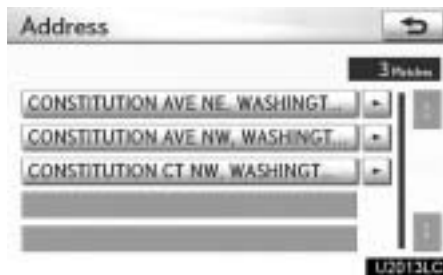 Address
3 Matches
CONSTITUTION AVE NE, WASHINGT...
CONSTITUTION AVE NW, WASHINGT...
CONSTITUTION CT NW, WASHINGT...
U2013LC